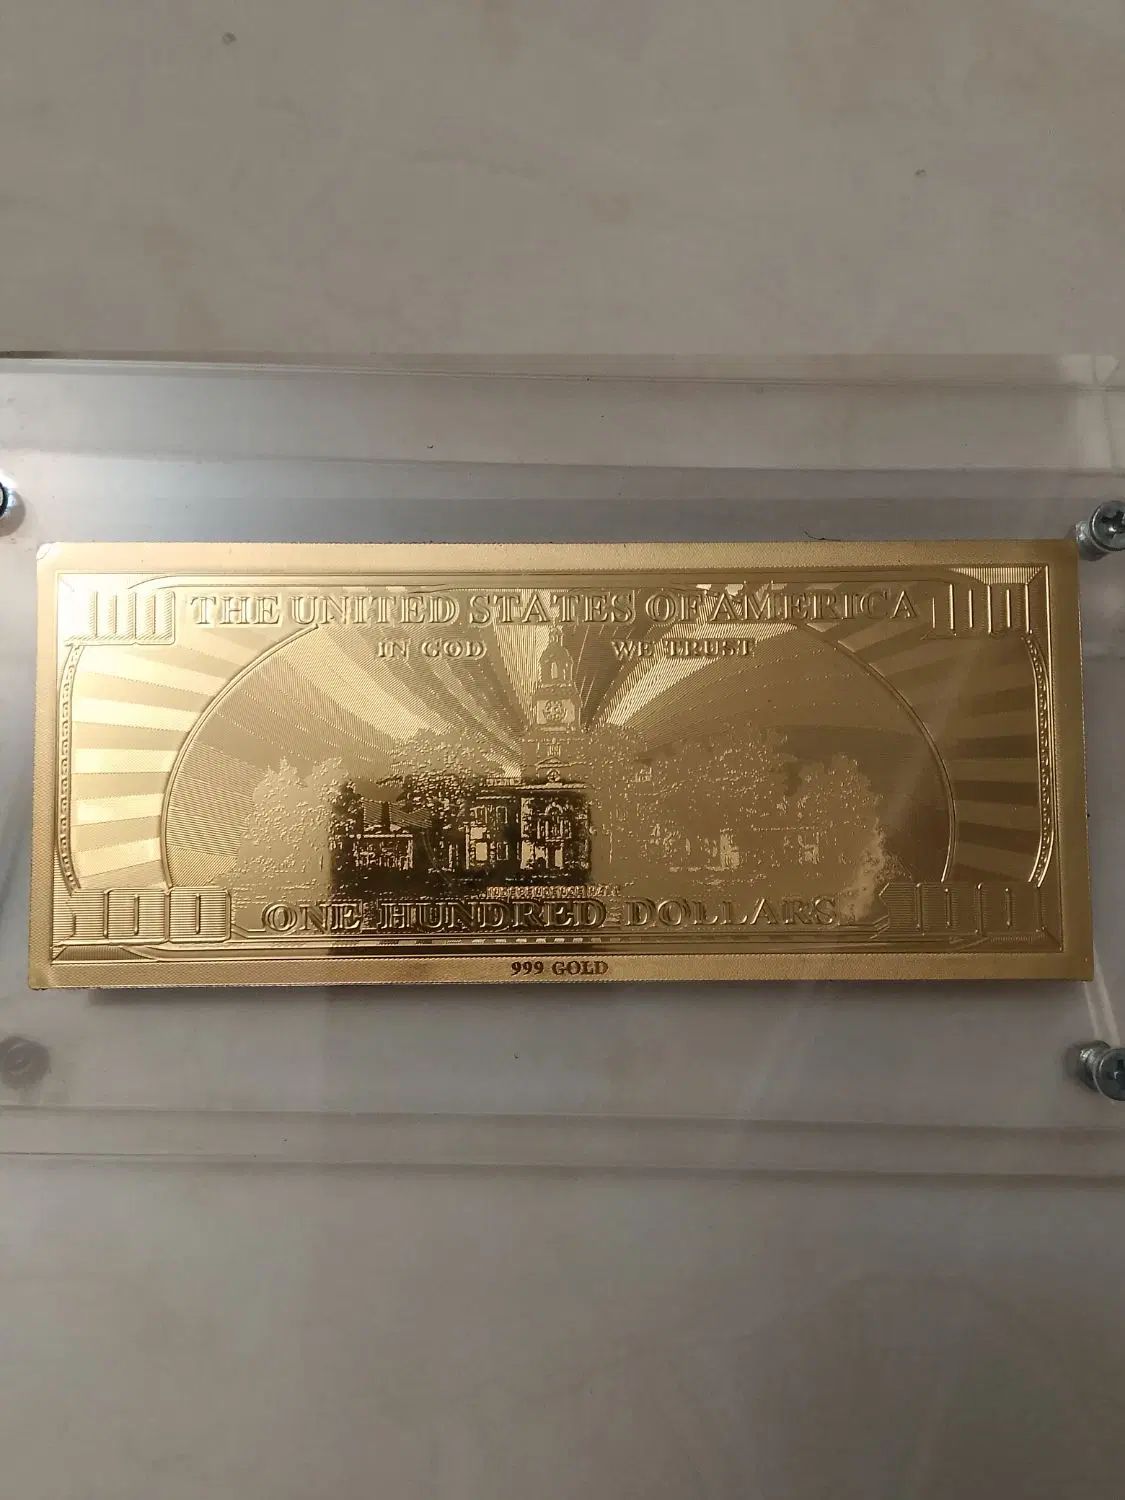 100 THE UNITED STATES OF AMERICA 100
IN GOD WE TRUST
100 ONE HUNDRED DOLLARS 100
999 GOLD